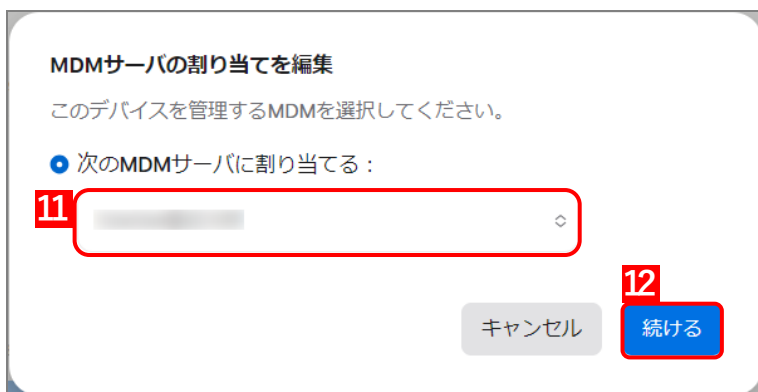 MDMサーバの割り当てを編集
このデバイスを管理するMDMを選択してください。
次のMDMサーバに割り当てる：
11
12
キャンセル
続ける